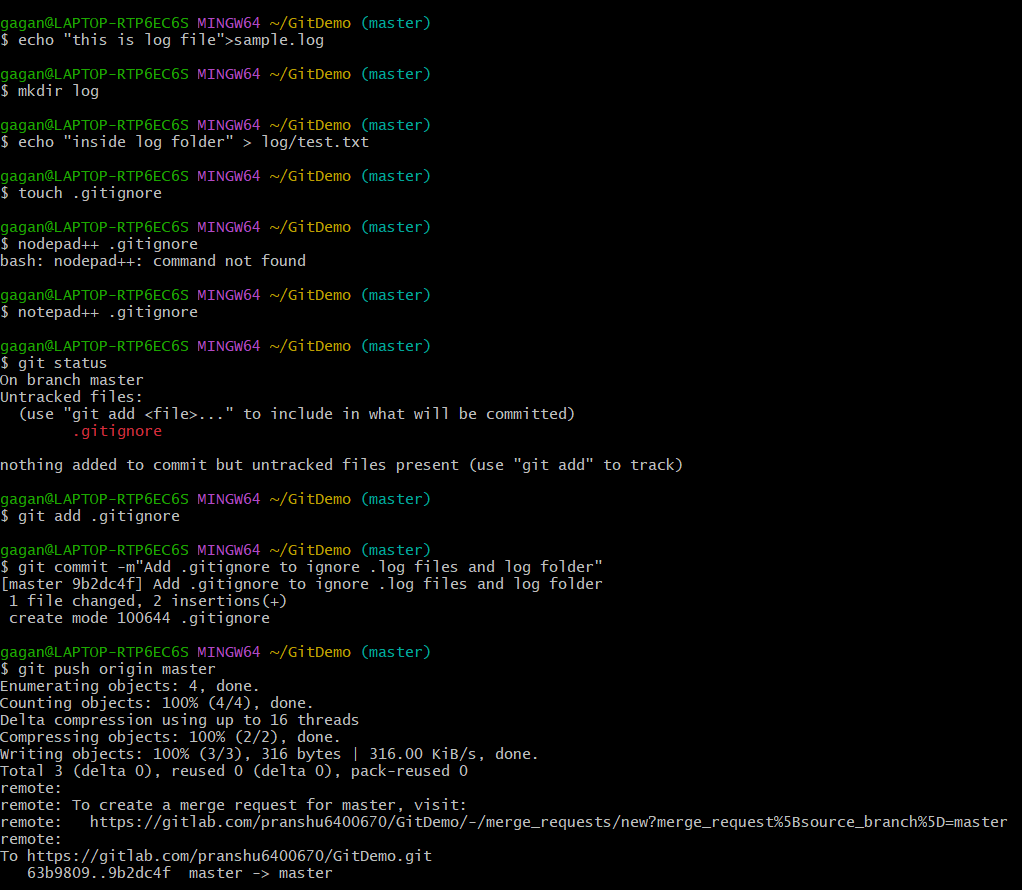 gagan@LAPTOP-RTP6EC6S MINGW64 ~/GitDemo (master)
$ echo "this is log file">sample.log
gagan@LAPTOP-RTP6EC6S MINGW64 ~/GitDemo (master)
$ mkdir log
gagan@LAPTOP-RTP6EC6S MINGW64 ~/GitDemo (master)
$ echo "inside log folder" > log/test.txt
gagan@LAPTOP-RTP6EC6S MINGW64 ~/GitDemo (master)
$ touch .gitignore
gagan@LAPTOP-RTP6EC6S MINGW64 ~/GitDemo (master)
$ nodepad++ .gitignore
bash: nodepad++: command not found
gagan@LAPTOP-RTP6EC6S MINGW64 ~/GitDemo (master)
$ notepad++ .gitignore
gagan@LAPTOP-RTP6EC6S MINGW64 ~/GitDemo (master)
$ git status
On branch master
Untracked files:
  (use "git add <file>..." to include in what will be committed)
        .gitignore
nothing added to commit but untracked files present (use "git add" to track)
gagan@LAPTOP-RTP6EC6S MINGW64 ~/GitDemo (master)
$ git add .gitignore
gagan@LAPTOP-RTP6EC6S MINGW64 ~/GitDemo (master)
$ git commit -m"Add .gitignore to ignore .log files and log folder"
[master 9b2dc4f] Add .gitignore to ignore .log files and log folder
 1 file changed, 2 insertions(+)
 create mode 100644 .gitignore
gagan@LAPTOP-RTP6EC6S MINGW64 ~/GitDemo (master)
$ git push origin master
Enumerating objects: 4, done.
Counting objects: 100% (4/4), done.
Delta compression using up to 16 threads
Compressing objects: 100% (2/2), done.
Writing objects: 100% (3/3), 316 bytes | 316.00 KiB/s, done.
Total 3 (delta 0), reused 0 (delta 0), pack-reused 0
remote:
remote: To create a merge request for master, visit:
remote:   https://gitlab.com/pranshu6400670/GitDemo/-/merge_requests/new?merge_request%5Bsource_branch%5D=master
remote:
To https://gitlab.com/pranshu6400670/GitDemo.git
   63b9809..9b2dc4f  master -> master